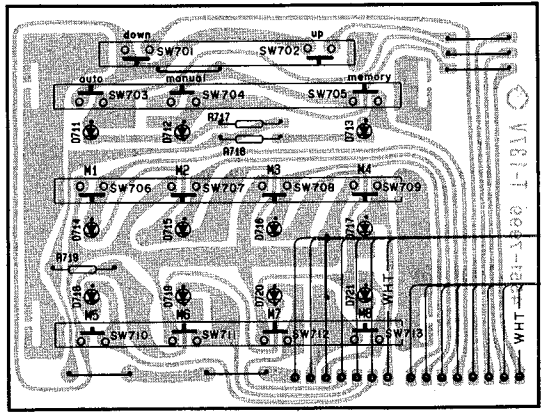 down up
SW701 SW702
auto manual memory
SW703 SW704 SW705
R717
D711 D712 D713
R718
M1 M2 M3 M4
SW706 SW707 SW708 SW709
D714 D715 D716 D717
R719
D718 D719 D720 D721
WHT
M5 M6 M7 M8
SW710 SW711 SW712 SW713
WHT